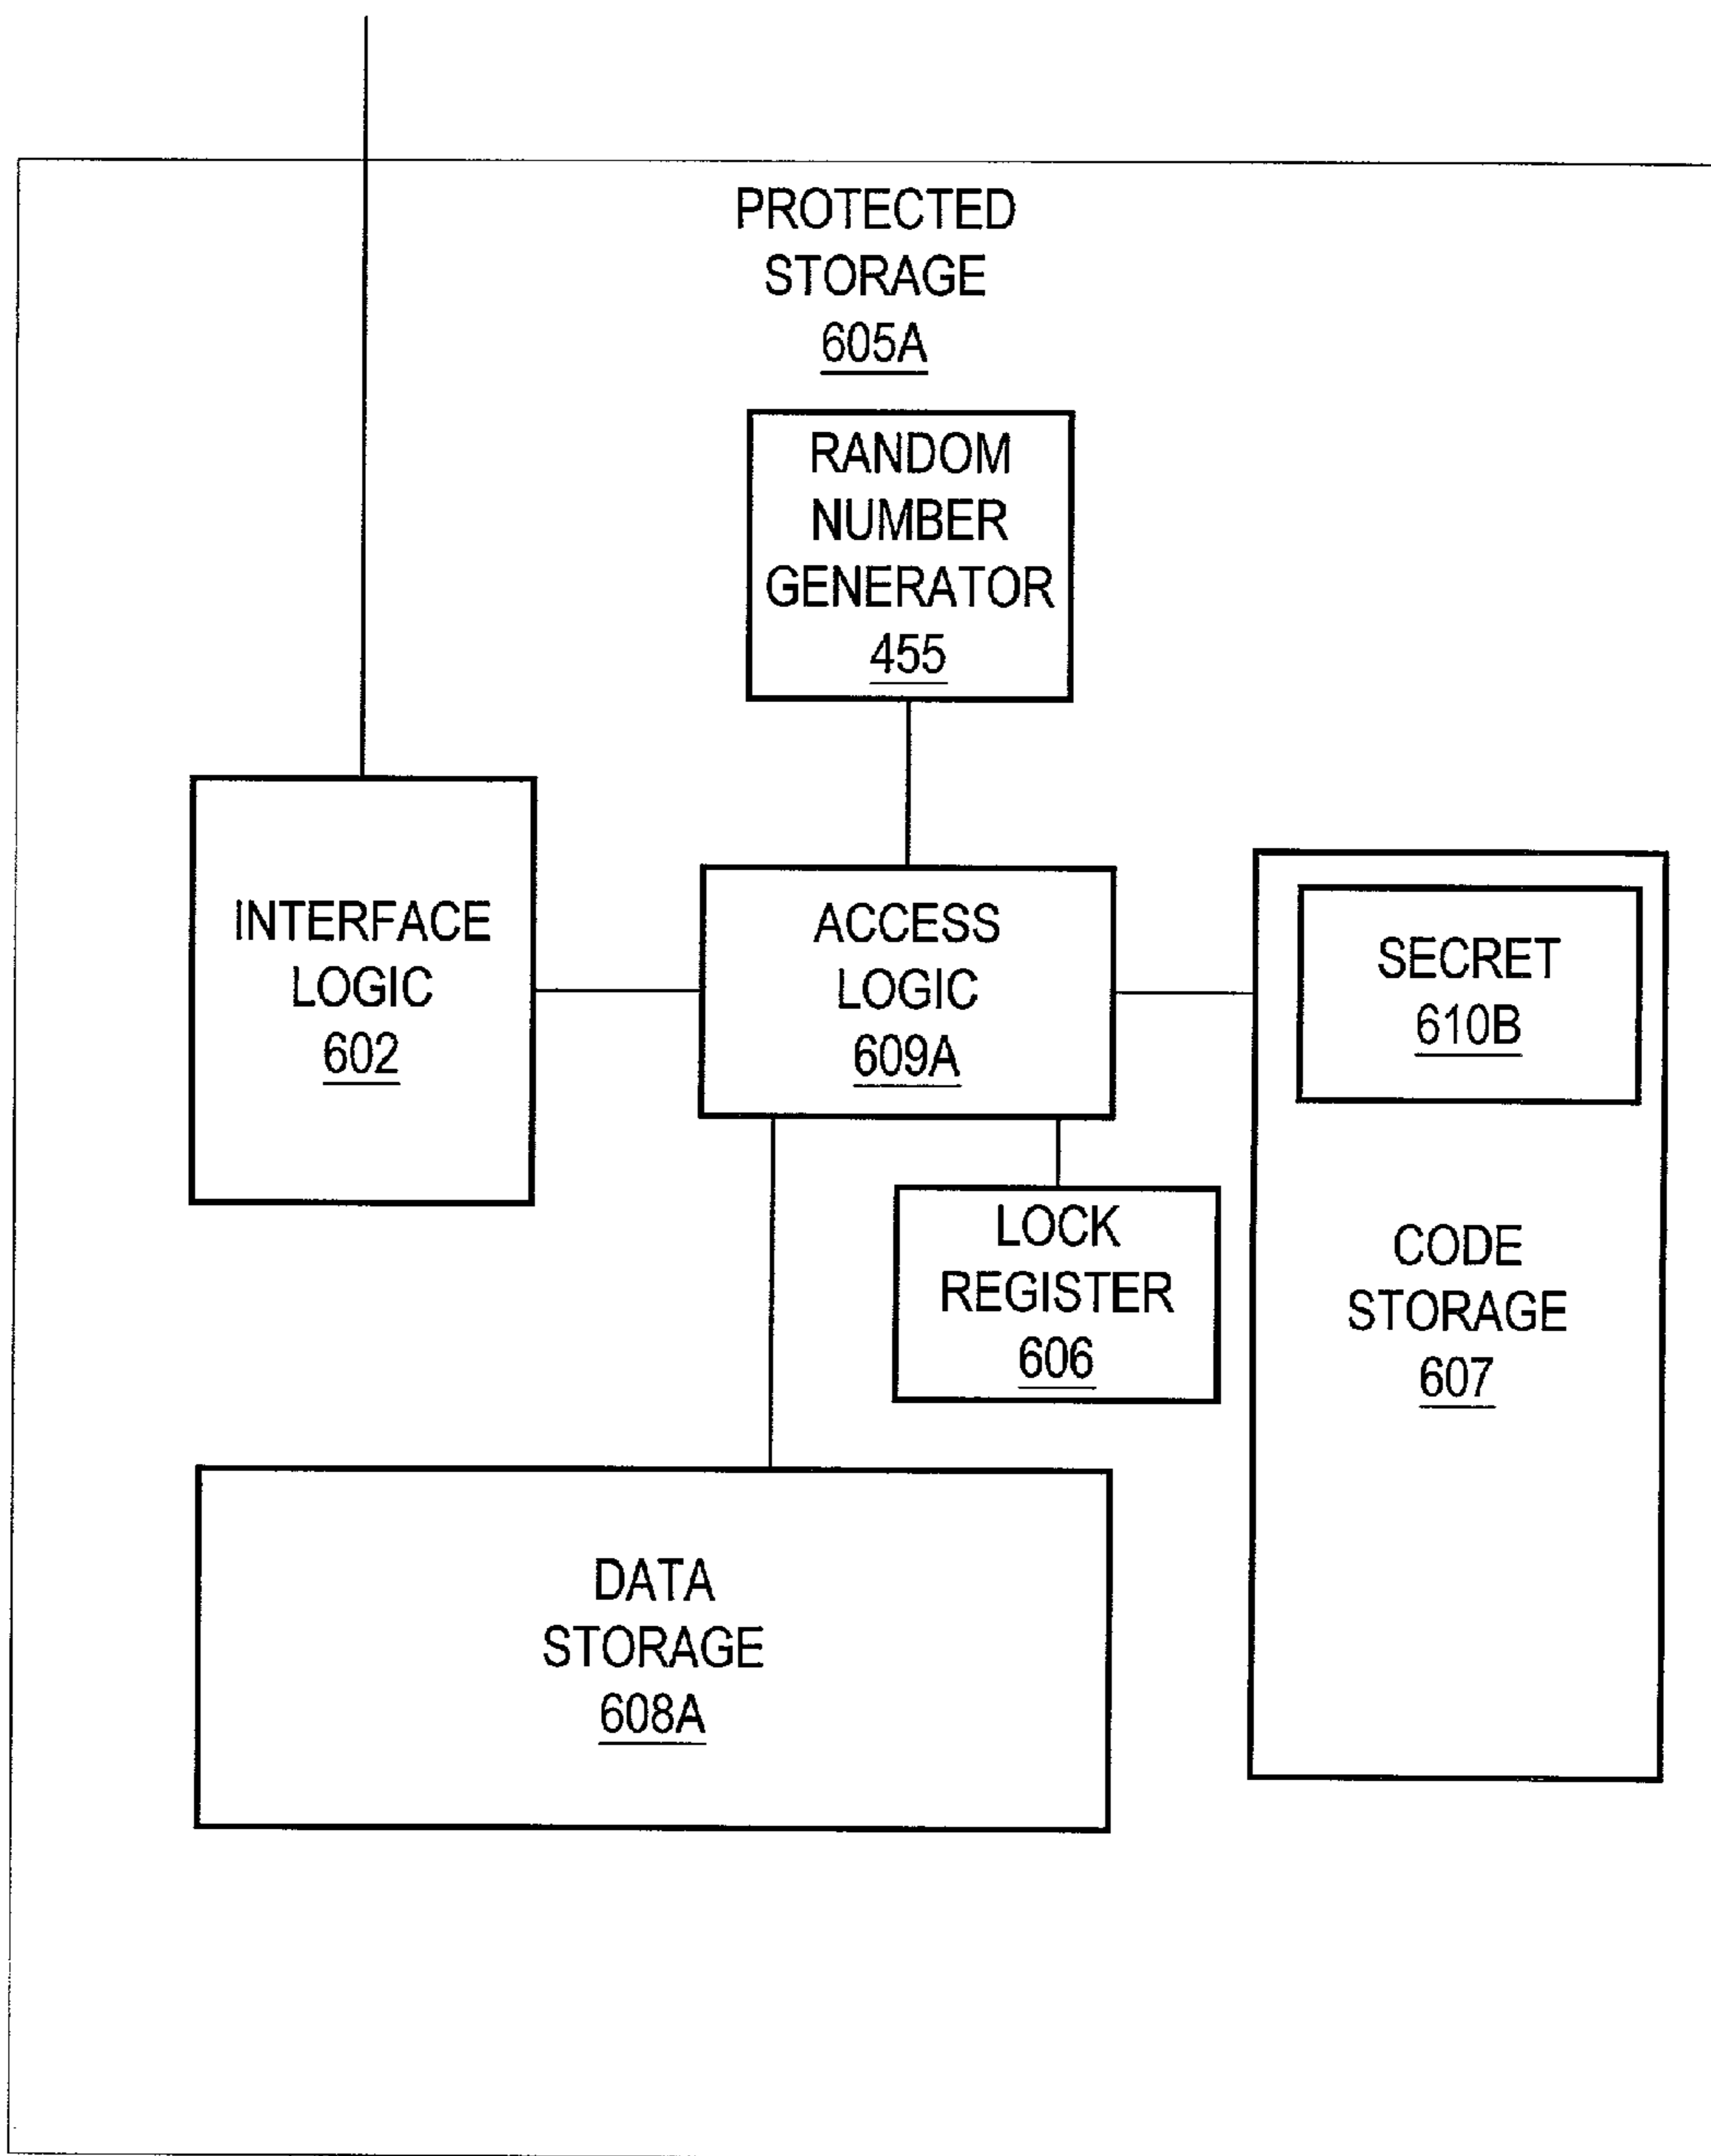 PROTECTED
STORAGE
605A
RANDOM
NUMBER
GENERATOR
455
INTERFACE
LOGIC
602
ACCESS
LOGIC
609A
SECRET
610B
LOCK
REGISTER
606
CODE
STORAGE
607
DATA
STORAGE
608A